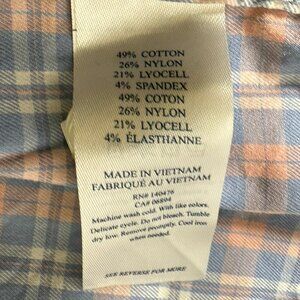 49% COTTON
26% NYLON
21% LYOCELL
4% SPANDEX
49% COTON
26% NYLON
21% LYOCELL
4% ÉLASTHANNE
MADE IN VIETNAM
FABRIQUÉ AU VIETNAM
RN# 140476
CA# 06894
Machine wash cold. With like colors.
Delicate cycle. Do not bleach. Tumble
dry low. Remove promptly. Cool iron
when needed.
SEE REVERSE FOR MORE